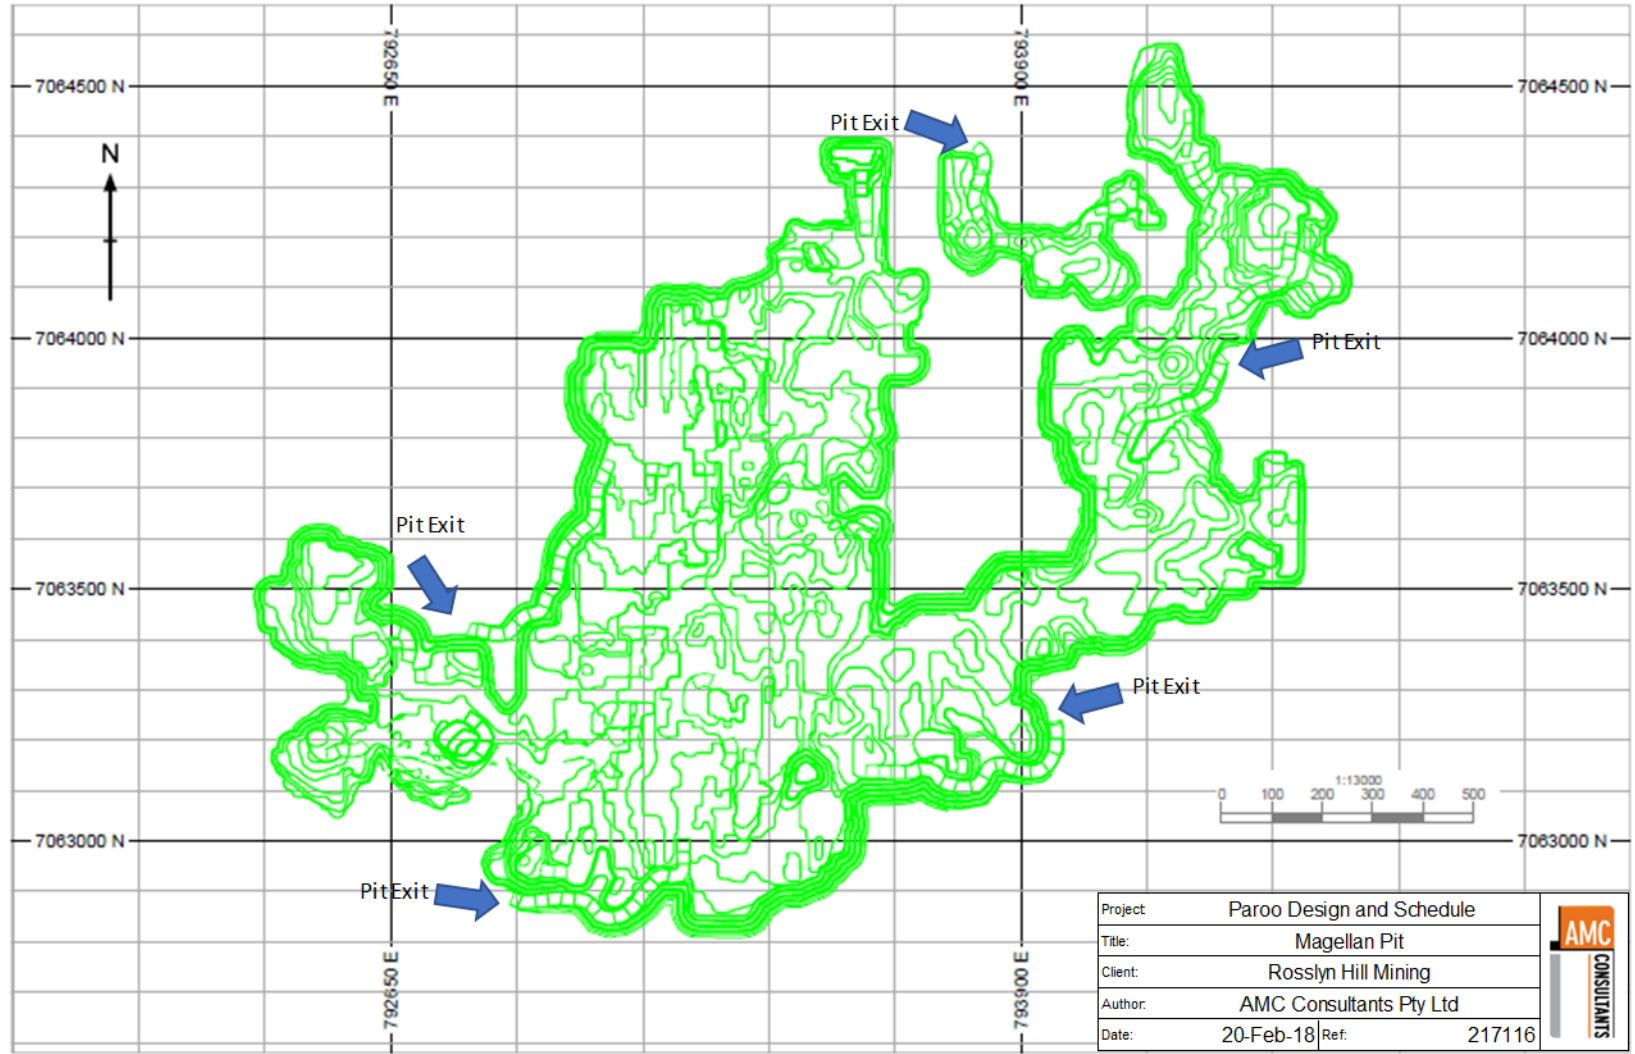 792650 E
793900 E
7064500 N
7064500 N
Pit Exit
N
7064000 N
7064000 N
Pit Exit
Pit Exit
7063500 N
7063500 N
Pit Exit
1:13000
0 100 200 300 400 500
7063000 N
7063000 N
Pit Exit
792650 E
793900 E
Project: Paroo Design and Schedule
Title: Magellan Pit
Client: Rosslyn Hill Mining
Author: AMC Consultants Pty Ltd
Date: 20-Feb-18 Ref: 217116
AMC
CONSULTANTS